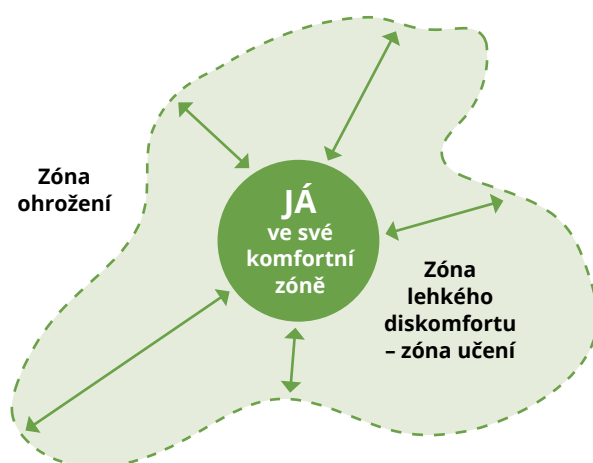 Zóna
ohrožení
JÁ
ve své
komfortní
zóně
Zóna
lehkého
diskomfortu
– zóna učení